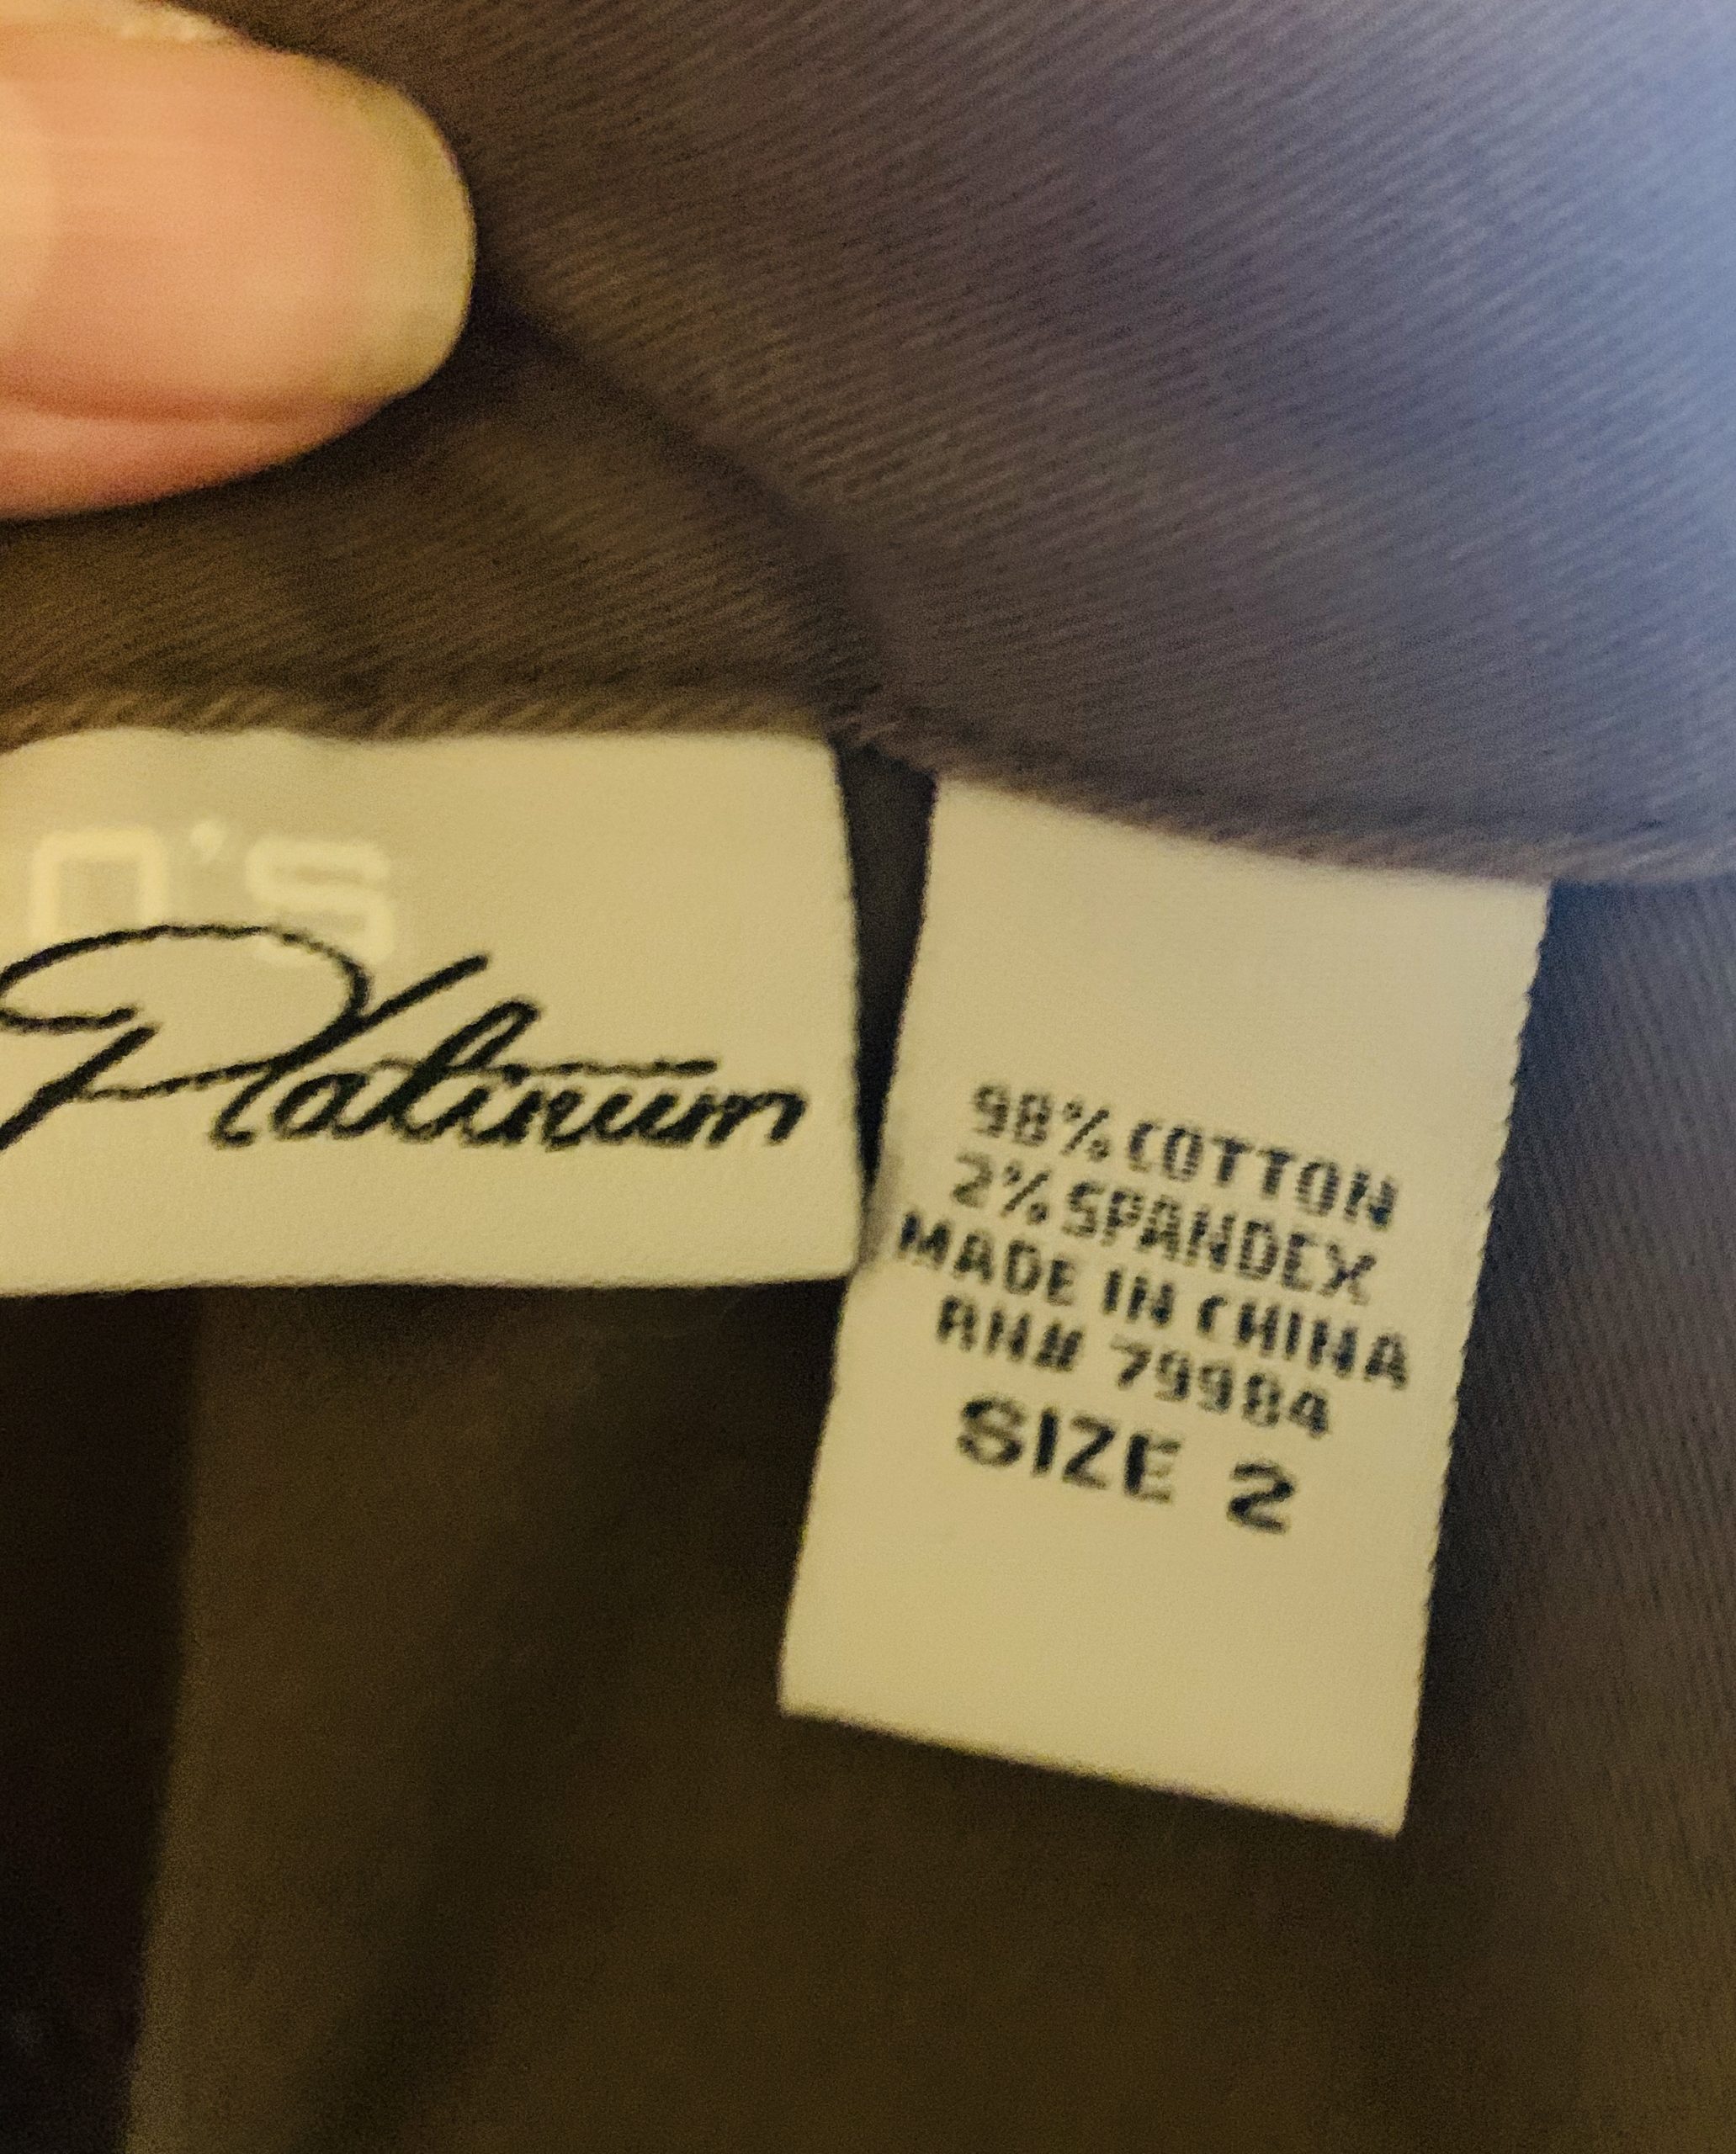 n's
Platinum
98% COTTON
2% SPANDEX
MADE IN CHINA
RN# 79984
SIZE 2